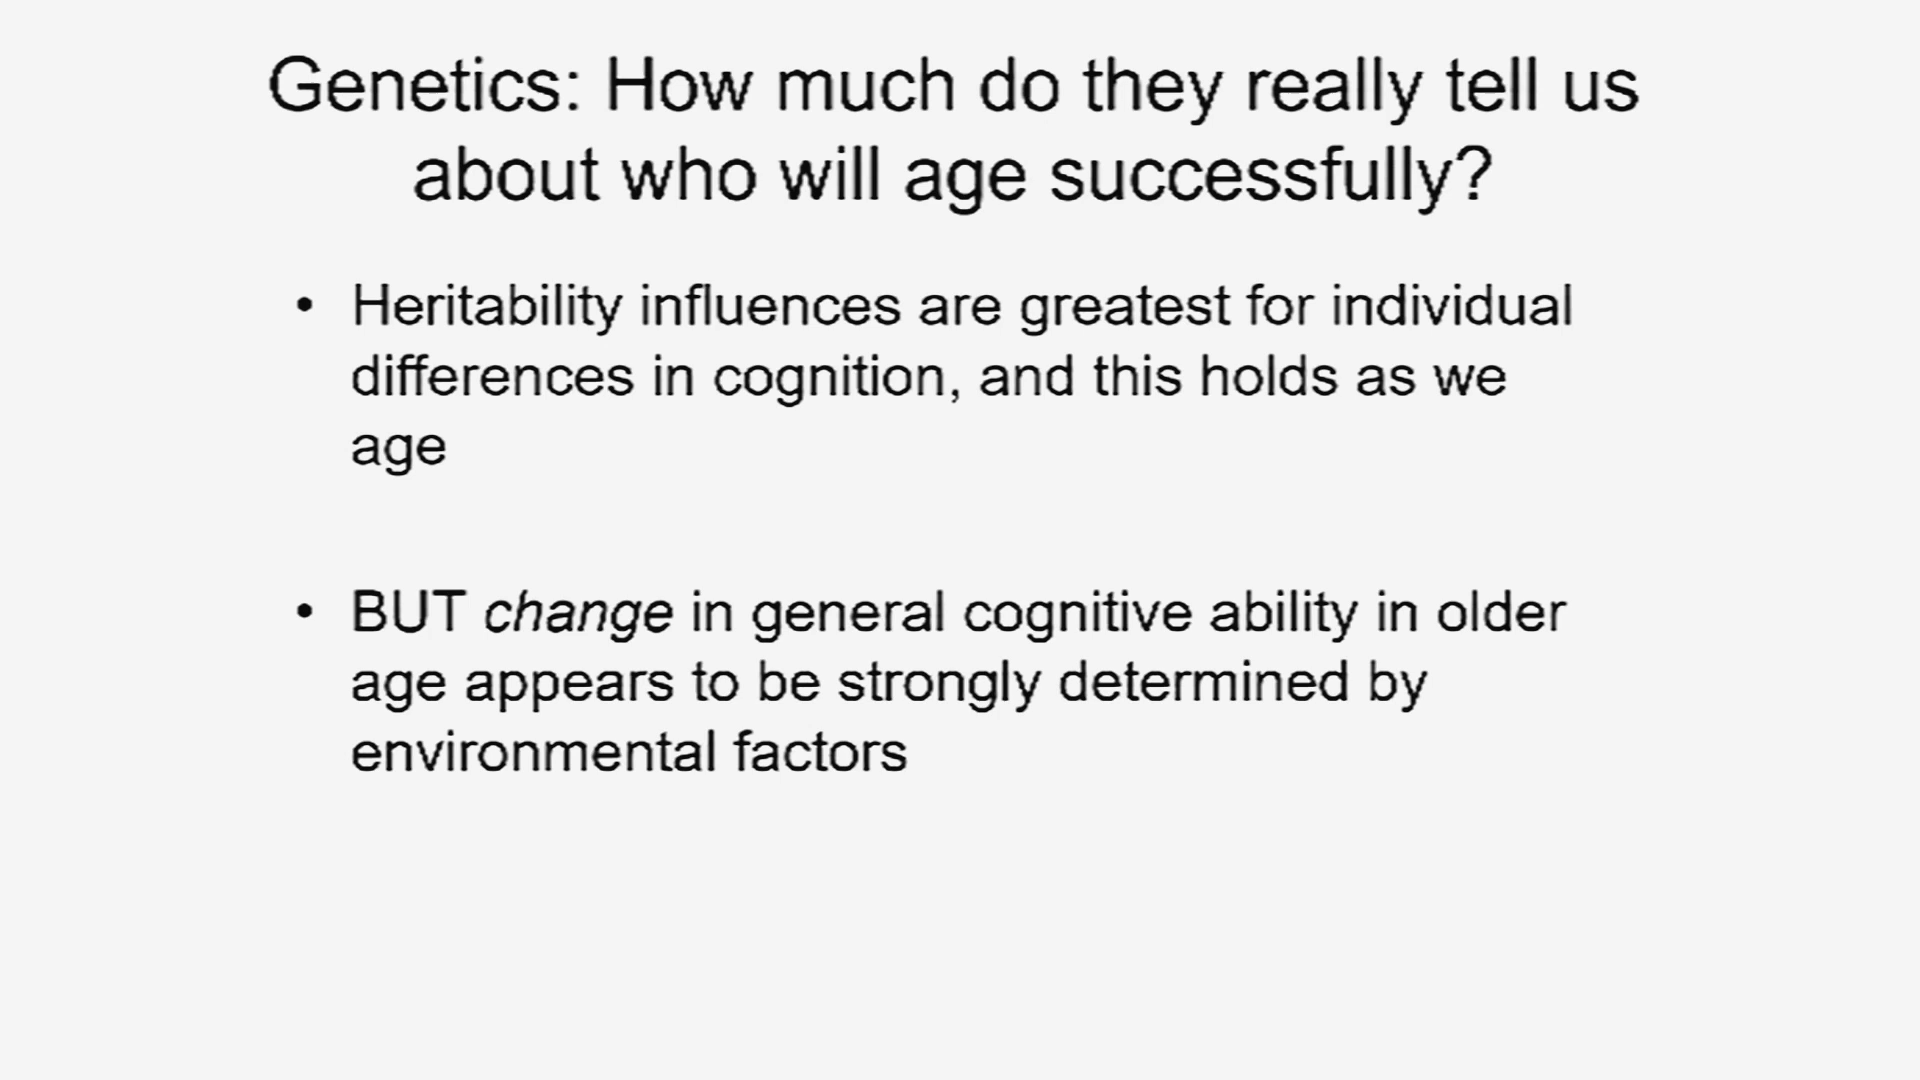 Genetics: How much do they really tell us
about who will age successfully?
• Heritability influences are greatest for individual
differences in cognition, and this holds as we
age
• BUT change in general cognitive ability in older
age appears to be strongly determined by
environmental factors